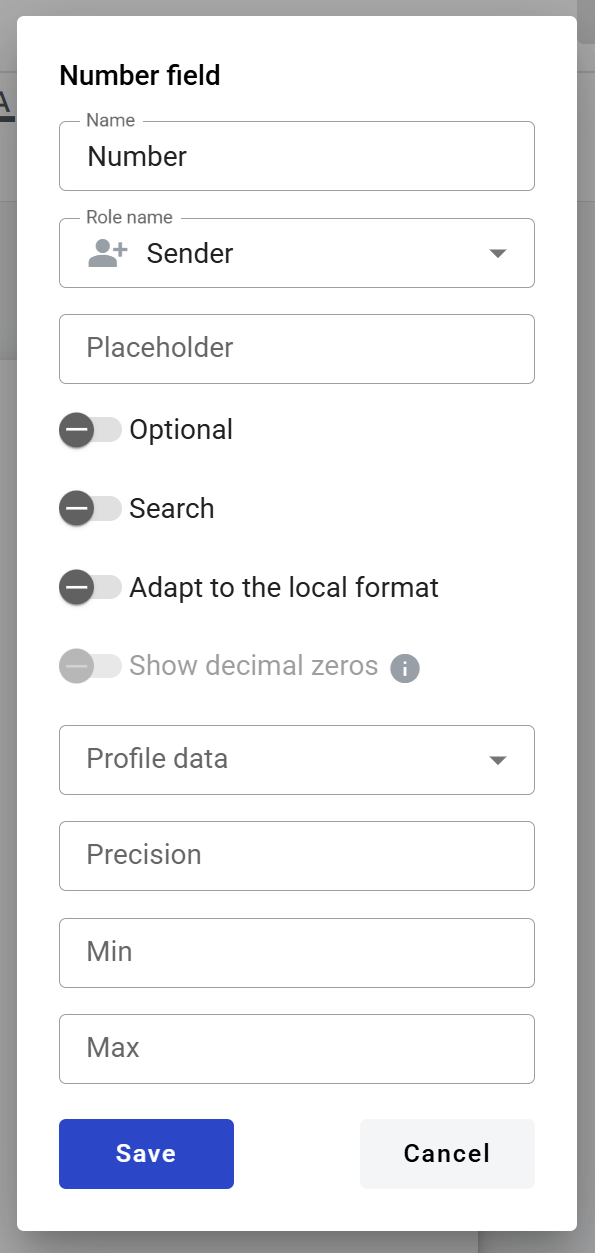 Number field
Name
Number
Role name
Sender
Placeholder
Optional
Search
Adapt to the local format
Show decimal zeros
Profile data
Precision
Min
Max
Save
Cancel